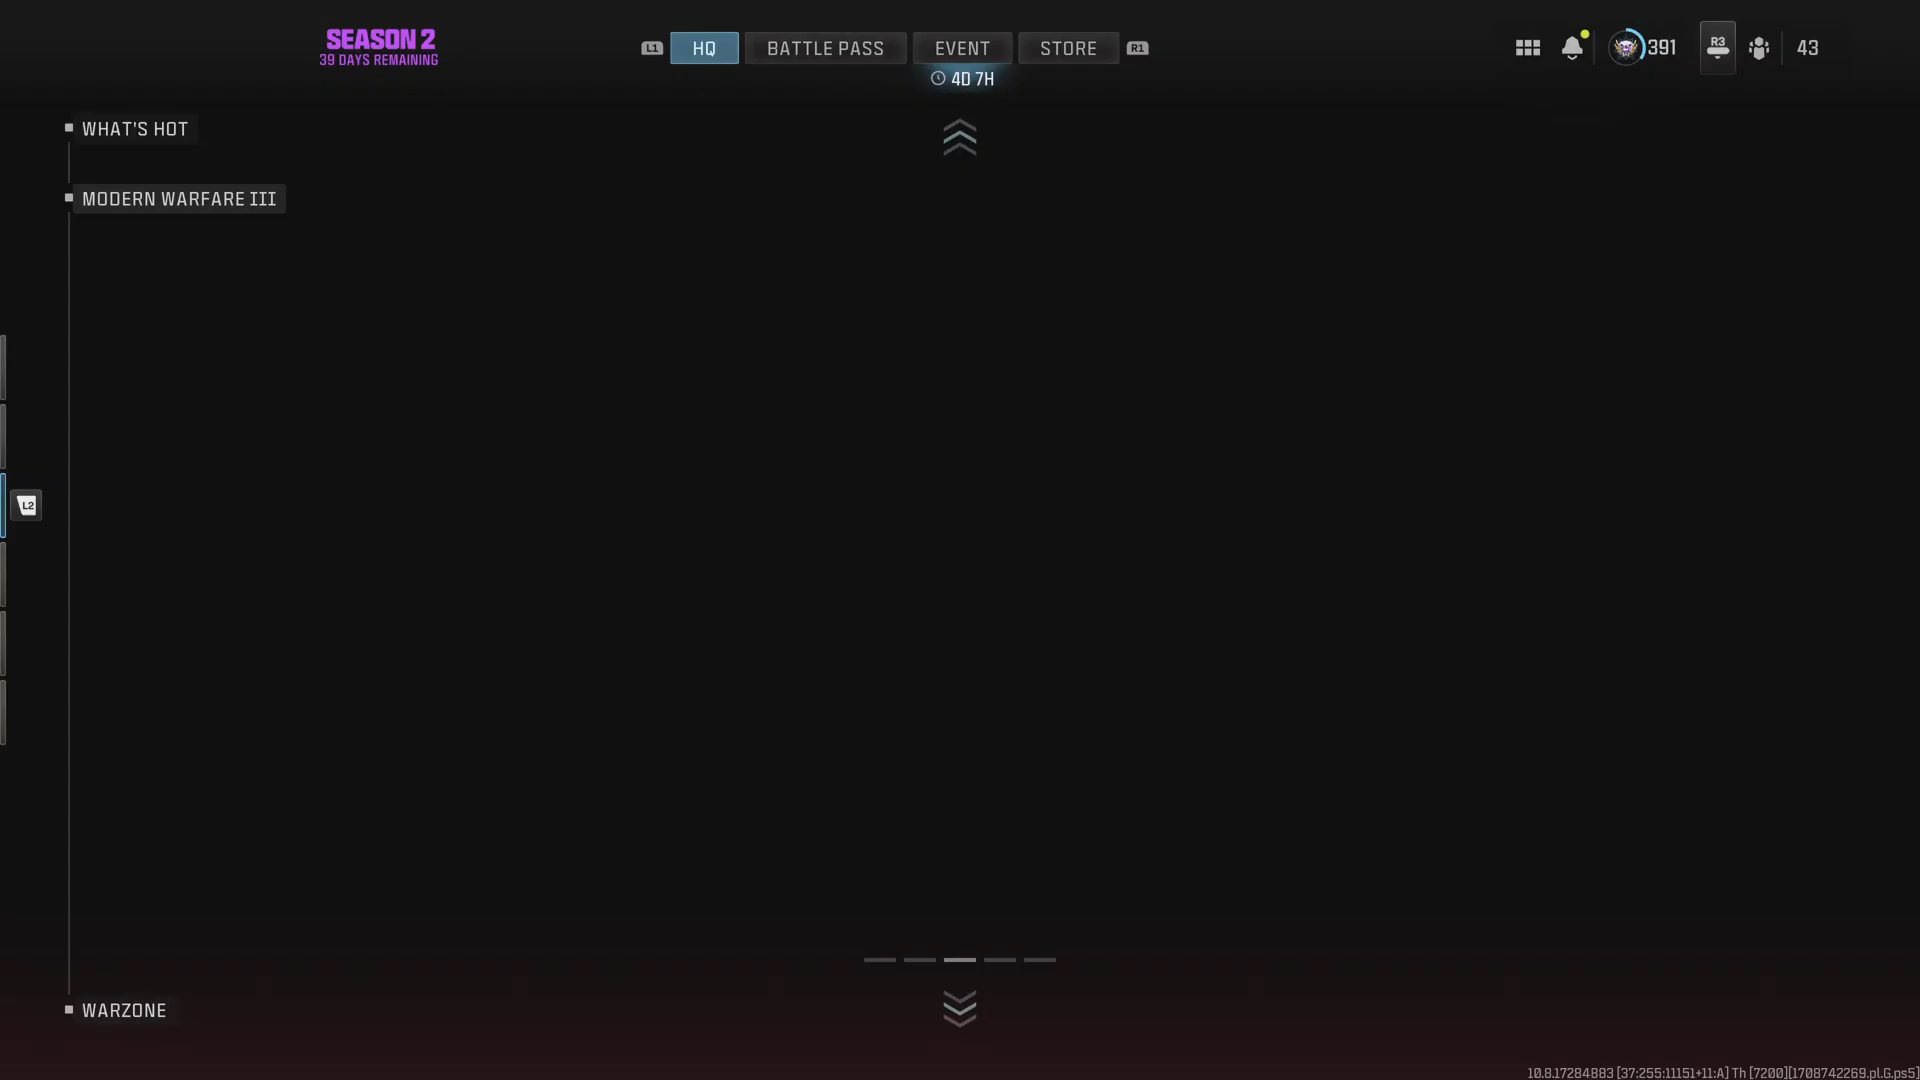 SEASON 2
39 DAYS REMAINING
L1 HQ BATTLE PASS EVENT STORE R1
4D 7H
391 R3 43
WHAT'S HOT
MODERN WARFARE III
L2
WARZONE
10.8.17284883 [37:255:11151+11:A] Th [7200][1708742269.pl.G.ps5]